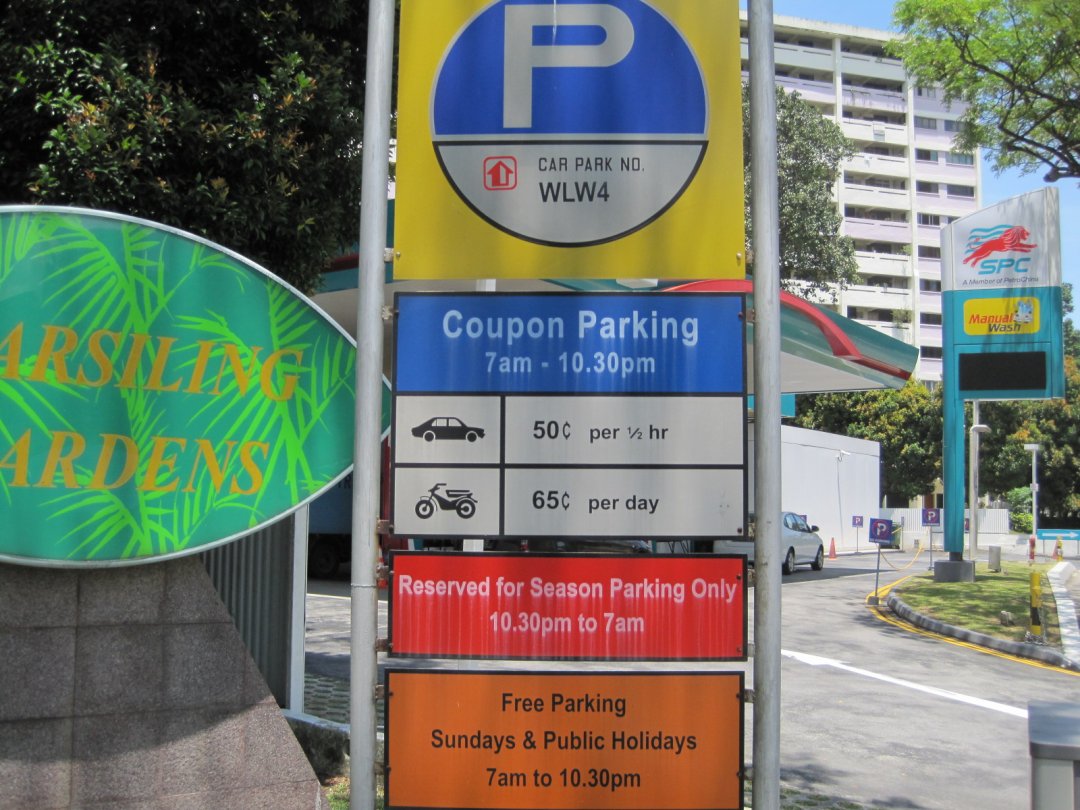 P
CAR PARK NO.
WLW4
Coupon Parking
7am - 10.30pm
50¢ per ½ hr
65¢ per day
Reserved for Season Parking Only
10.30pm to 7am
Free Parking
Sundays & Public Holidays
7am to 10.30pm
ARSILING
ARDENS
SPC
A Member of PetroChina
Manual
Wash
P
P
P